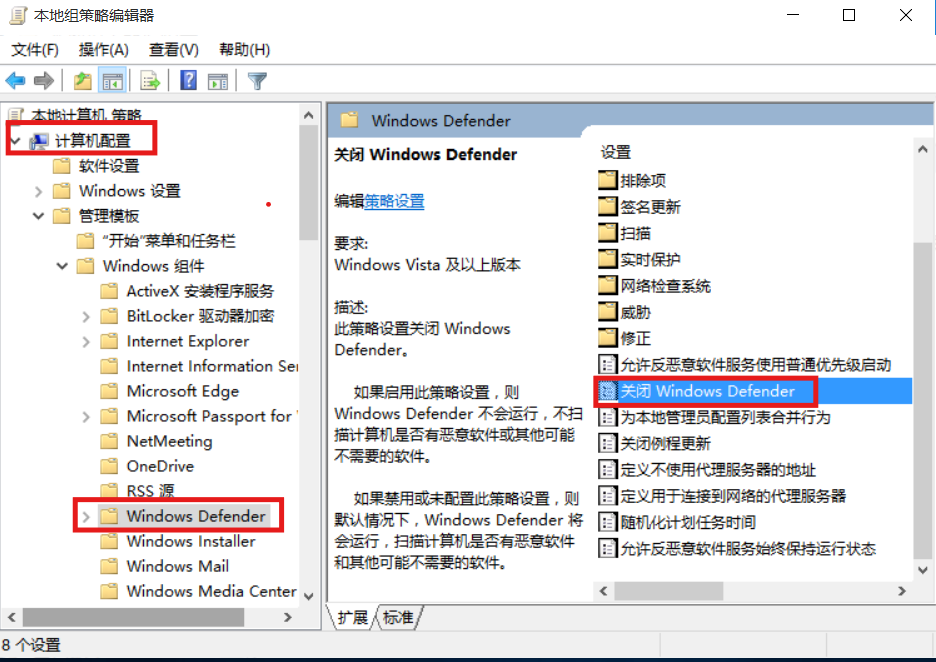 本地组策略编辑器
文件(F) 操作(A) 查看(V) 帮助(H)
本地计算机 策略
计算机配置
软件设置
Windows 设置
管理模板
“开始”菜单和任务栏
Windows 组件
ActiveX 安装程序服务
BitLocker 驱动器加密
Internet Explorer
Internet Information Ser
Microsoft Edge
Microsoft Passport for
NetMeeting
OneDrive
RSS 源
Windows Defender
Windows Installer
Windows Mail
Windows Media Center
Windows Defender
关闭 Windows Defender
编辑策略设置
要求:
Windows Vista 及以上版本
描述:
此策略设置关闭 Windows
Defender。
如果启用此策略设置，则
Windows Defender 不会运行，不扫
描计算机是否有恶意软件或其他可能
不需要的软件。
如果禁用或未配置此策略设置，则
默认情况下，Windows Defender 将
会运行，扫描计算机是否有恶意软件
和其他可能不需要的软件。
设置
排除项
签名更新
扫描
实时保护
网络检查系统
威胁
修正
允许反恶意软件服务使用普通优先级启动
关闭 Windows Defender
为本地管理员配置列表合并行为
关闭例程更新
定义不使用代理服务器的地址
定义用于连接到网络的代理服务器
随机化计划任务时间
允许反恶意软件服务始终保持运行状态
扩展 标准
8 个设置